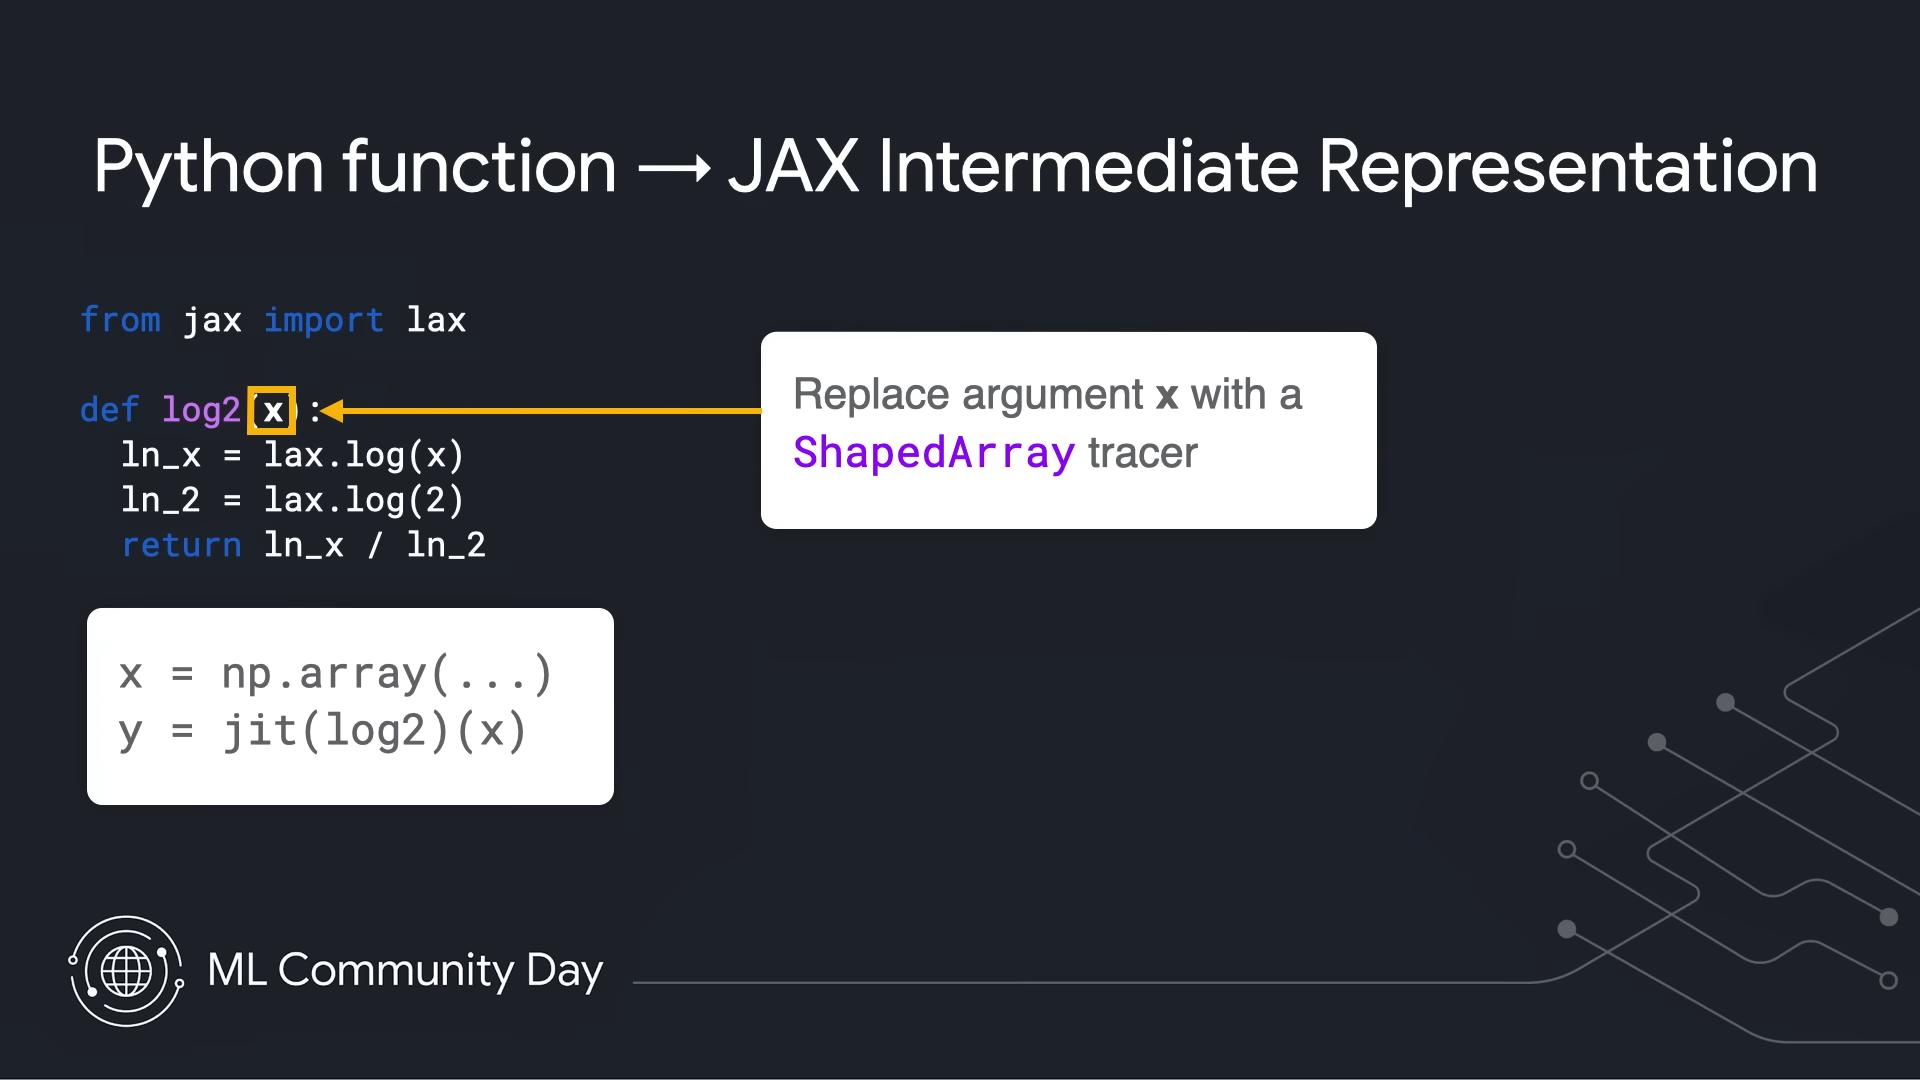 Python function → JAX Intermediate Representation
from jax import lax
def log2(x):
  ln_x = lax.log(x)
  ln_2 = lax.log(2)
  return ln_x / ln_2
Replace argument x with a
ShapedArray tracer
x = np.array(...)
y = jit(log2)(x)
ML Community Day